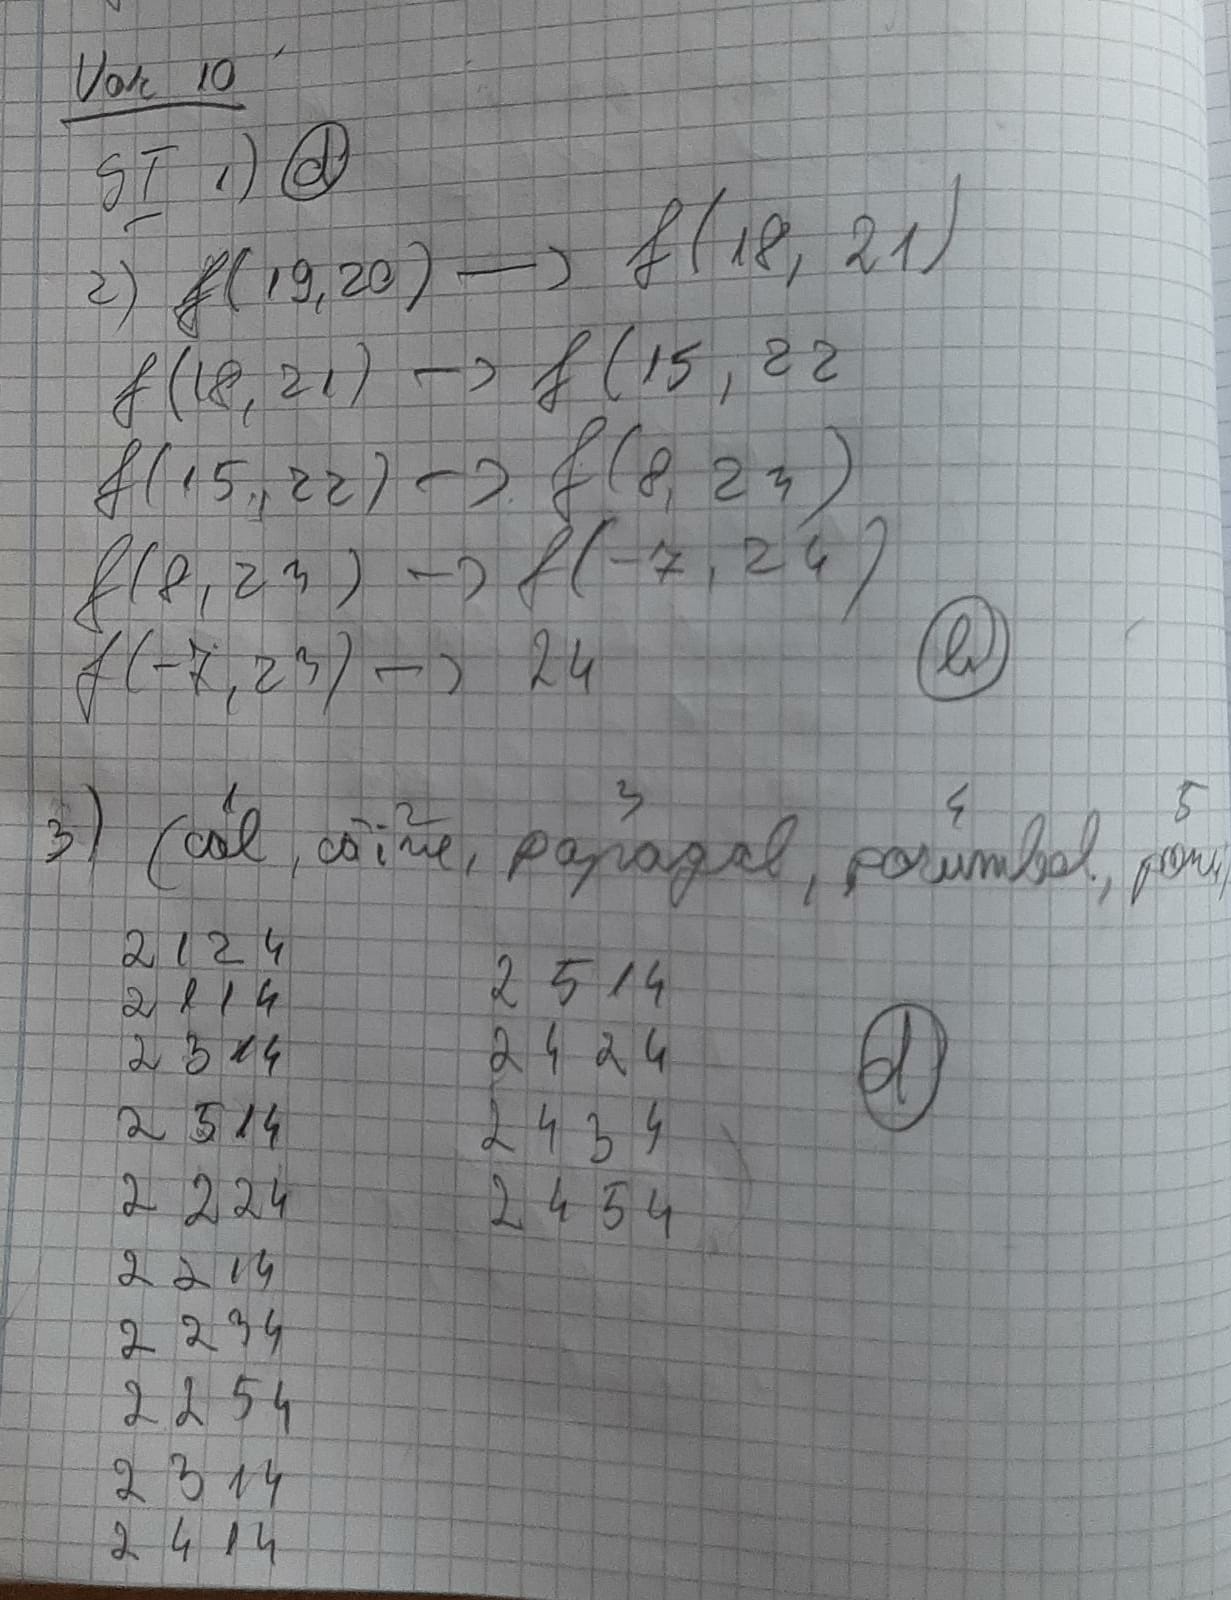 Var 10
SI 1) d
2) f(19,20) → f(18, 21)
f(18,21) → f(15, 22
f(15,22) → f(8, 23)
f(8,23) → f(-7, 24)
f(-7,23) → 24
b
1 2 3 4 5
3) (cal, câine, papagal, porumbel,
2124
2114
2314
2514
2224
2214
2234
2254
2314
2414
2514
2424
2434
2454
d